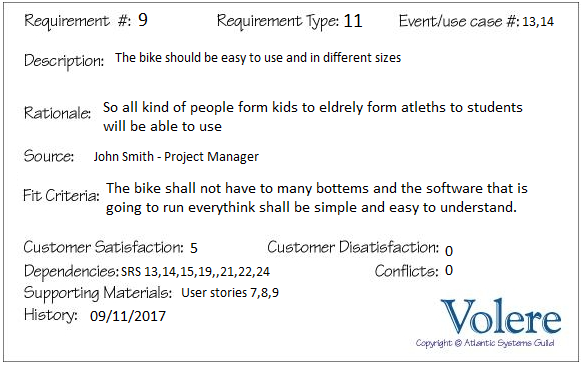 Requirement #: 9 Requirement Type: 11 Event/use case #: 13,14
Description: The bike should be easy to use and in different sizes
Rationale: So all kind of people form kids to eldrely form atleths to students
will be able to use
Source: John Smith - Project Manager
Fit Criteria: The bike shall not have to many bottems and the software that is
going to run everythink shall be simple and easy to understand.
Customer Satisfaction: 5 Customer Disatisfaction: 0
Dependencies: SRS 13,14,15,19,,21,22,24 Conflicts: 0
Supporting Materials: User stories 7,8,9
History: 09/11/2017
Volere
Copyright © Atlantic Systems Guild